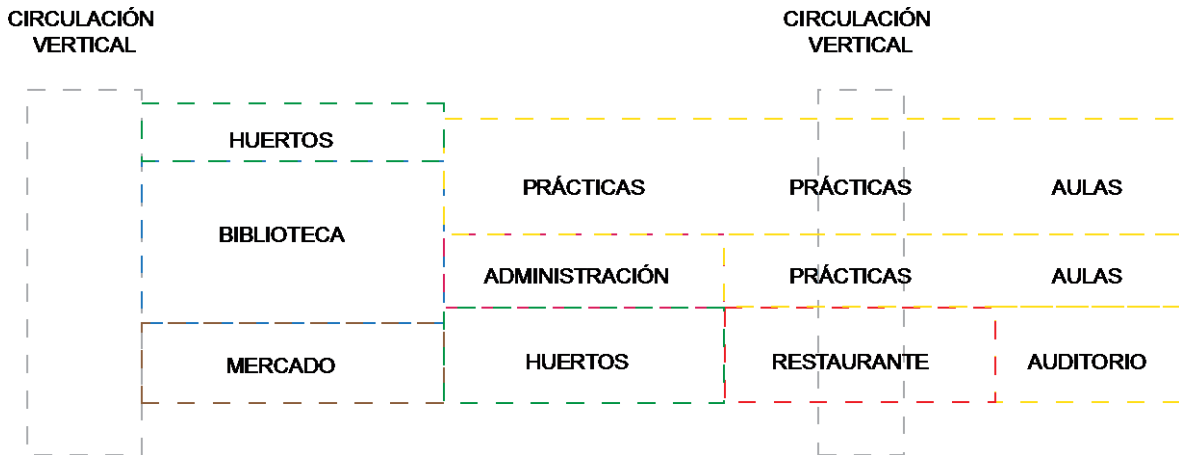 CIRCULACIÓN
VERTICAL
CIRCULACIÓN
VERTICAL
HUERTOS
PRÁCTICAS
PRÁCTICAS
AULAS
BIBLIOTECA
ADMINISTRACIÓN
PRÁCTICAS
AULAS
MERCADO
HUERTOS
RESTAURANTE
AUDITORIO